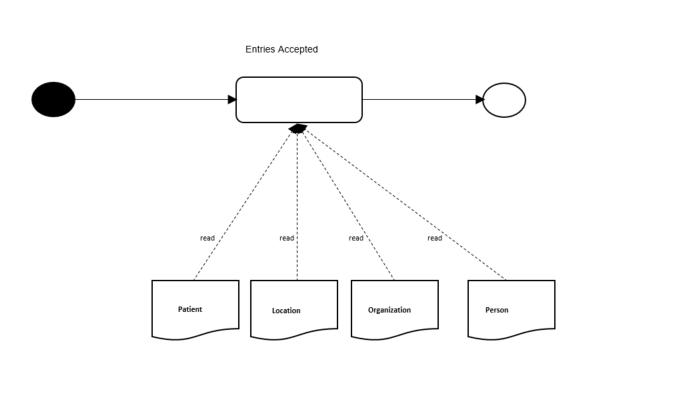 Entries Accepted
read
read
read
read
Patient
Location
Organization
Person